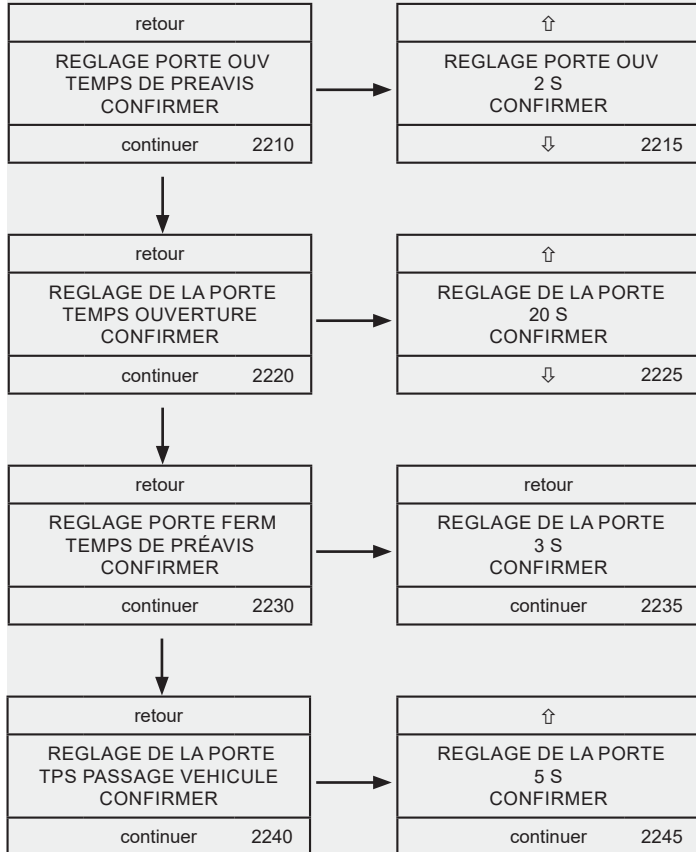 retour
REGLAGE PORTE OUV
TEMPS DE PREAVIS
CONFIRMER
continuer 2210
⇧
REGLAGE PORTE OUV
2 S
CONFIRMER
⇩ 2215
retour
REGLAGE DE LA PORTE
TEMPS OUVERTURE
CONFIRMER
continuer 2220
⇧
REGLAGE DE LA PORTE
20 S
CONFIRMER
⇩ 2225
retour
REGLAGE PORTE FERM
TEMPS DE PRÉAVIS
CONFIRMER
continuer 2230
retour
REGLAGE DE LA PORTE
3 S
CONFIRMER
continuer 2235
retour
REGLAGE DE LA PORTE
TPS PASSAGE VEHICULE
CONFIRMER
continuer 2240
⇧
REGLAGE DE LA PORTE
5 S
CONFIRMER
continuer 2245